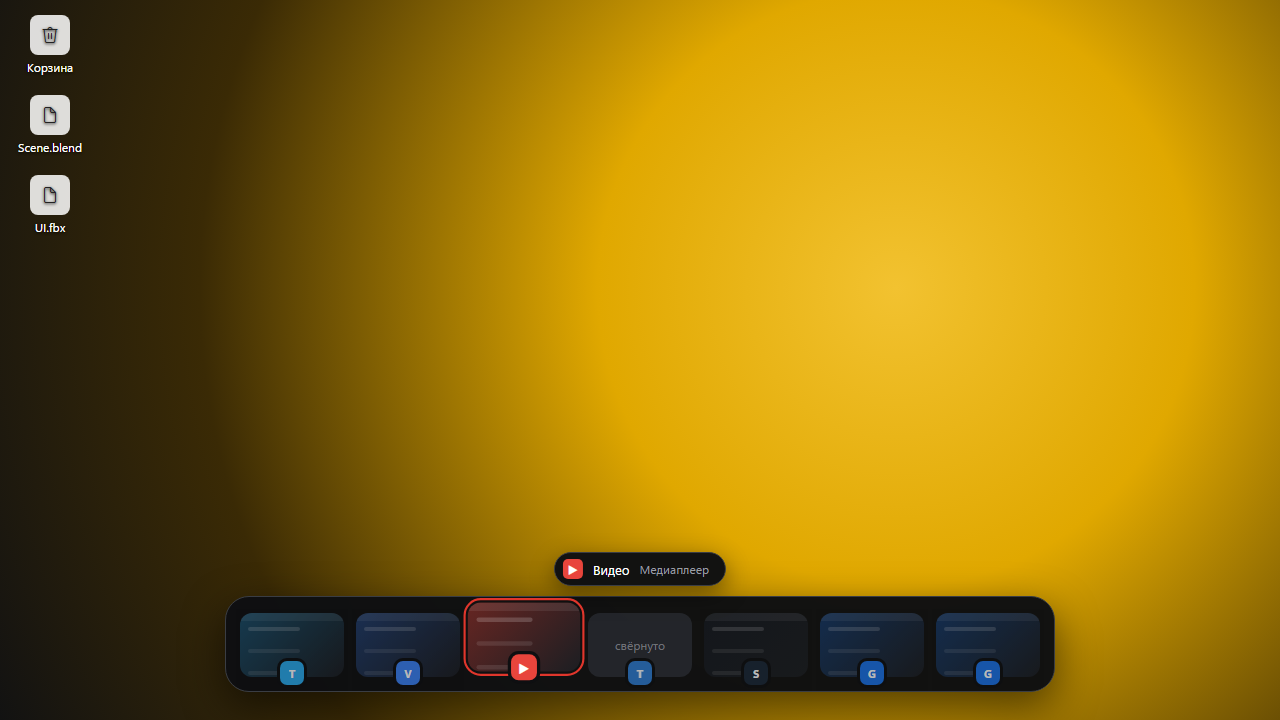 Корзина
Scene.blend
UI.fbx
Видео Медиаплеер
свёрнуто
T
V
T
S
G
G